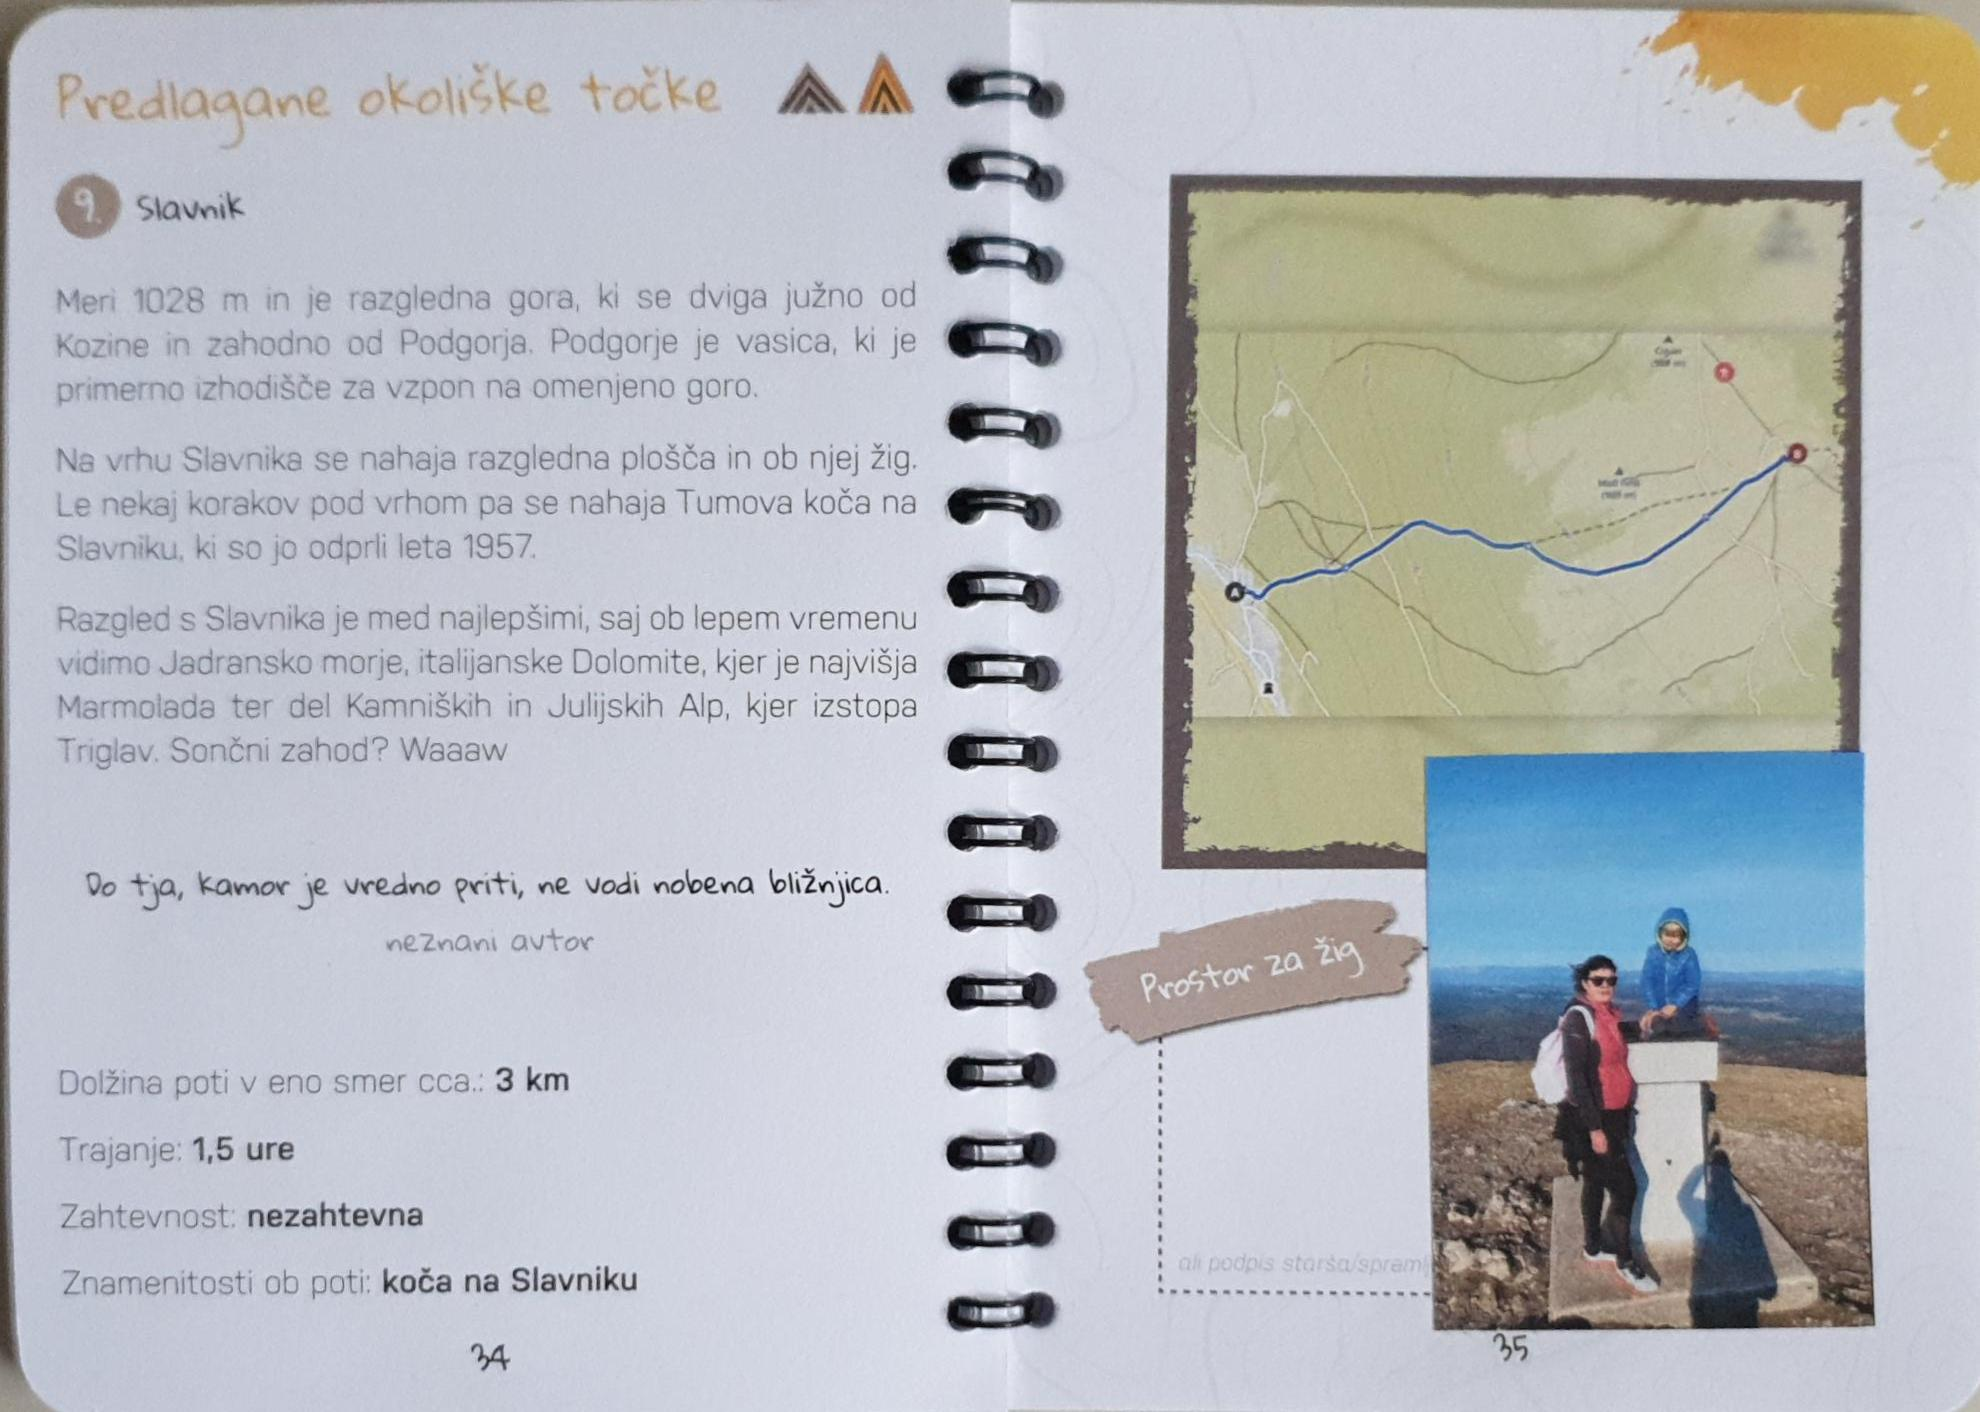 Predlagane okoliške točke
9. Slavnik
Meri 1028 m in je razgledna gora, ki se dviga južno od
Kozine in zahodno od Podgorja. Podgorje je vasica, ki je
primerno izhodišče za vzpon na omenjeno goro.
Na vrhu Slavnika se nahaja razgledna plošča in ob njej žig.
Le nekaj korakov pod vrhom pa se nahaja Tumova koča na
Slavniku, ki so jo odprli leta 1957.
Razgled s Slavnika je med najlepšimi, saj ob lepem vremenu
vidimo Jadransko morje, italijanske Dolomite, kjer je najvišja
Marmolada ter del Kamniških in Julijskih Alp, kjer izstopa
Triglav. Sončni zahod? Waaaw
Do tja, kamor je vredno priti, ne vodi nobena bližnjica.
neznani avtor
Dolžina poti v eno smer cca.: 3 km
Trajanje: 1,5 ure
Zahtevnost: nezahtevna
Znamenitosti ob poti: koča na Slavniku
34
A
Prostor za žig
ali podpis starša/spreml
35